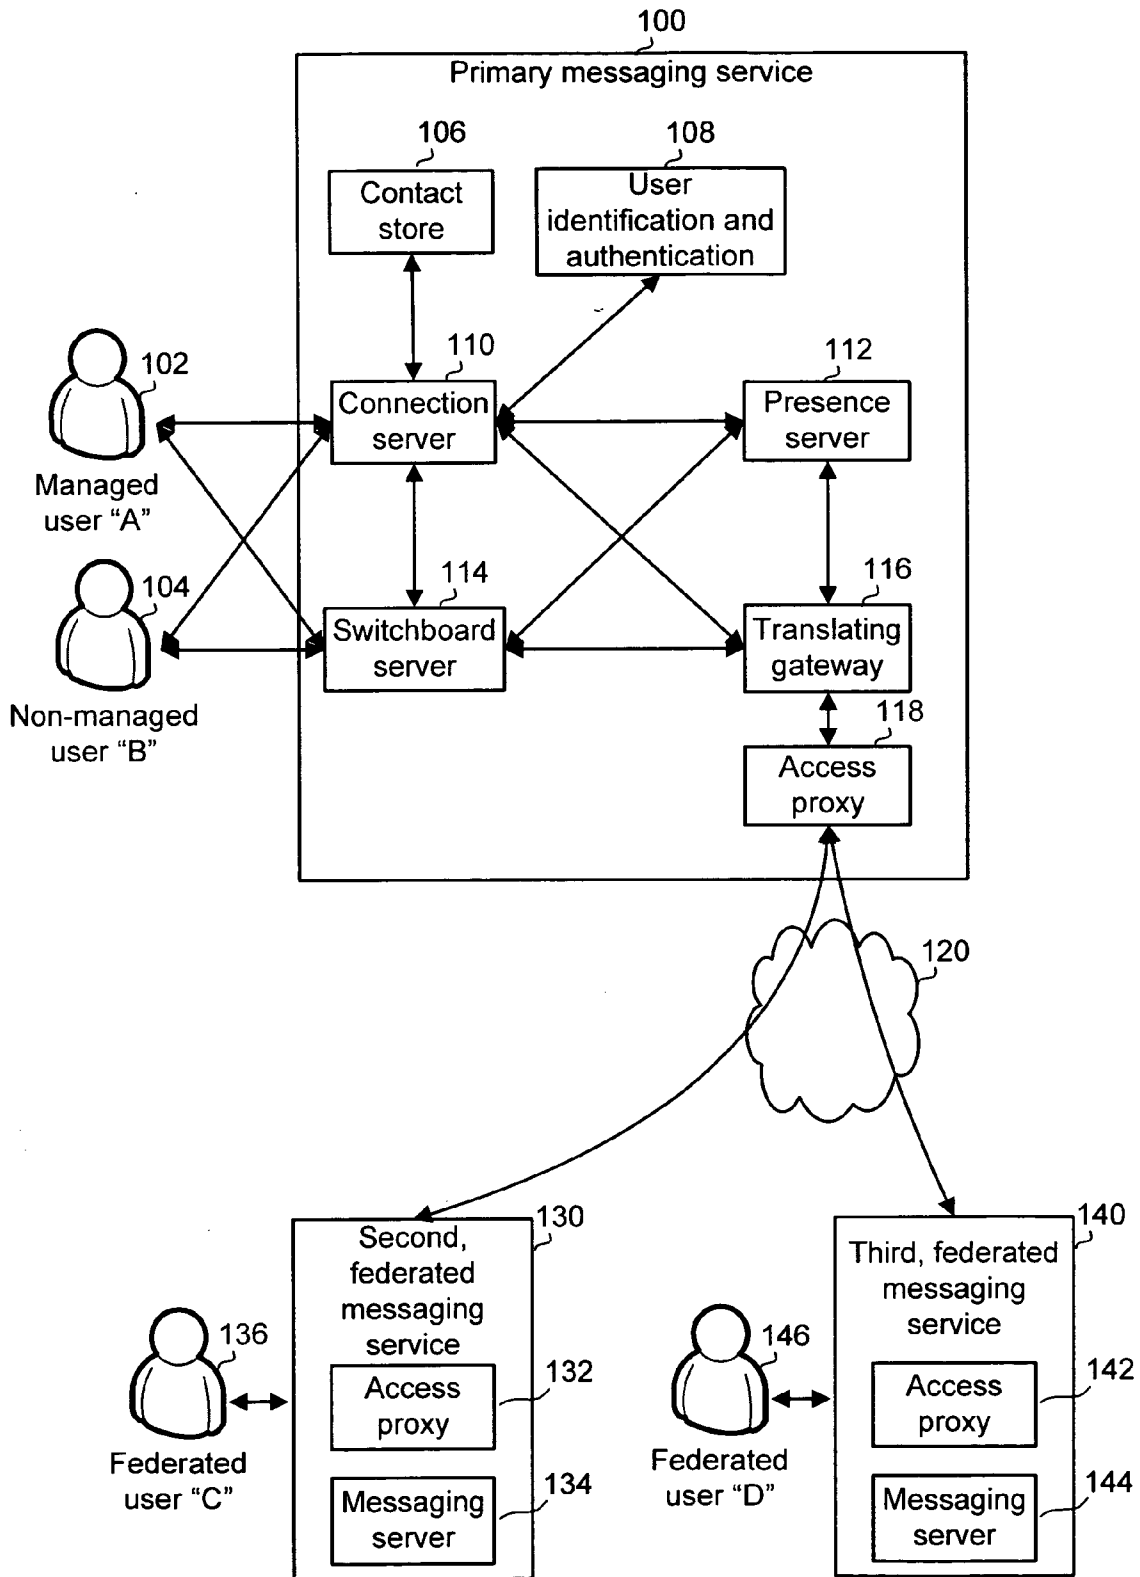 100
Primary messaging service
106
108
Contact
store
User
identification and
authentication
102
110
112
Connection
server
Presence
server
Managed
user “A”
104
114
116
Switchboard
server
Translating
gateway
Non-managed
user “B”
118
Access
proxy
120
130
140
Second,
federated
messaging
service
Third, federated
messaging
service
136
146
132
142
Access
proxy
Access
proxy
Federated
user “C”
Federated
user “D”
134
144
Messaging
server
Messaging
server